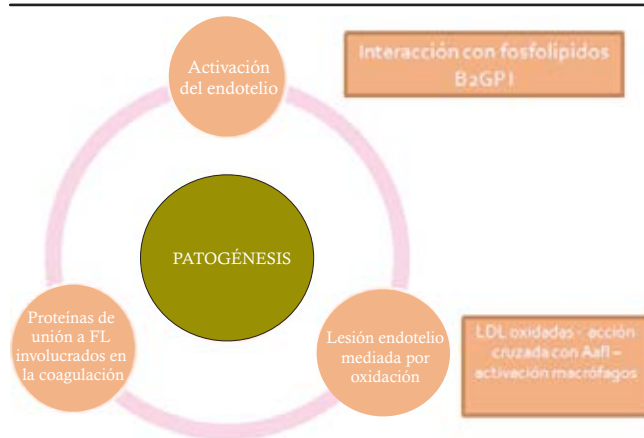 Activación
del endotelio
Interacción con fosfolípidos
B2GPI
PATOGÉNESIS
Proteínas de
unión a FL
involucrados en
la coagulación
Lesión endotelio
mediada por
oxidación
LDL oxidadas - acción
cruzada con Aafl –
activación macrófagos